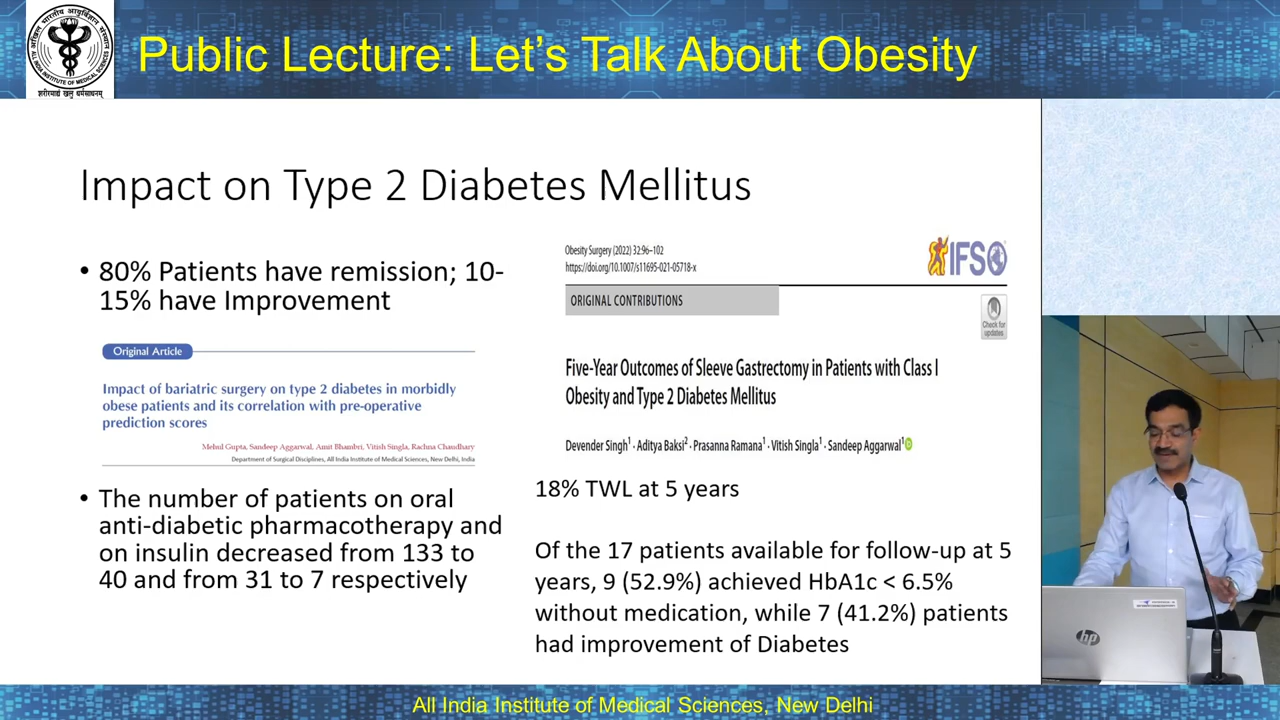 Public Lecture: Let's Talk About Obesity
शरीरमाद्यं खलु धर्मसाधनम्
Impact on Type 2 Diabetes Mellitus
• 80% Patients have remission; 10-
15% have Improvement
Original Article
Impact of bariatric surgery on type 2 diabetes in morbidly
obese patients and its correlation with pre-operative
prediction scores
Mehul Gupta, Sandeep Aggarwal, Amit Bhambri, Vitish Singla, Rachna Chaudhary
Department of Surgical Disciplines, All India Institute of Medical Sciences, New Delhi, India
• The number of patients on oral
anti-diabetic pharmacotherapy and
on insulin decreased from 133 to
40 and from 31 to 7 respectively
Obesity Surgery (2022) 32:96–102
https://doi.org/10.1007/s11695-021-05718-x
IFSO
ORIGINAL CONTRIBUTIONS
Check for
updates
Five-Year Outcomes of Sleeve Gastrectomy in Patients with Class I
Obesity and Type 2 Diabetes Mellitus
Devender Singh1 · Aditya Baksi2 · Prasanna Ramana1 · Vitish Singla1 · Sandeep Aggarwal1
18% TWL at 5 years
Of the 17 patients available for follow-up at 5
years, 9 (52.9%) achieved HbA1c < 6.5%
without medication, while 7 (41.2%) patients
had improvement of Diabetes
hp
All India Institute of Medical Sciences, New Delhi